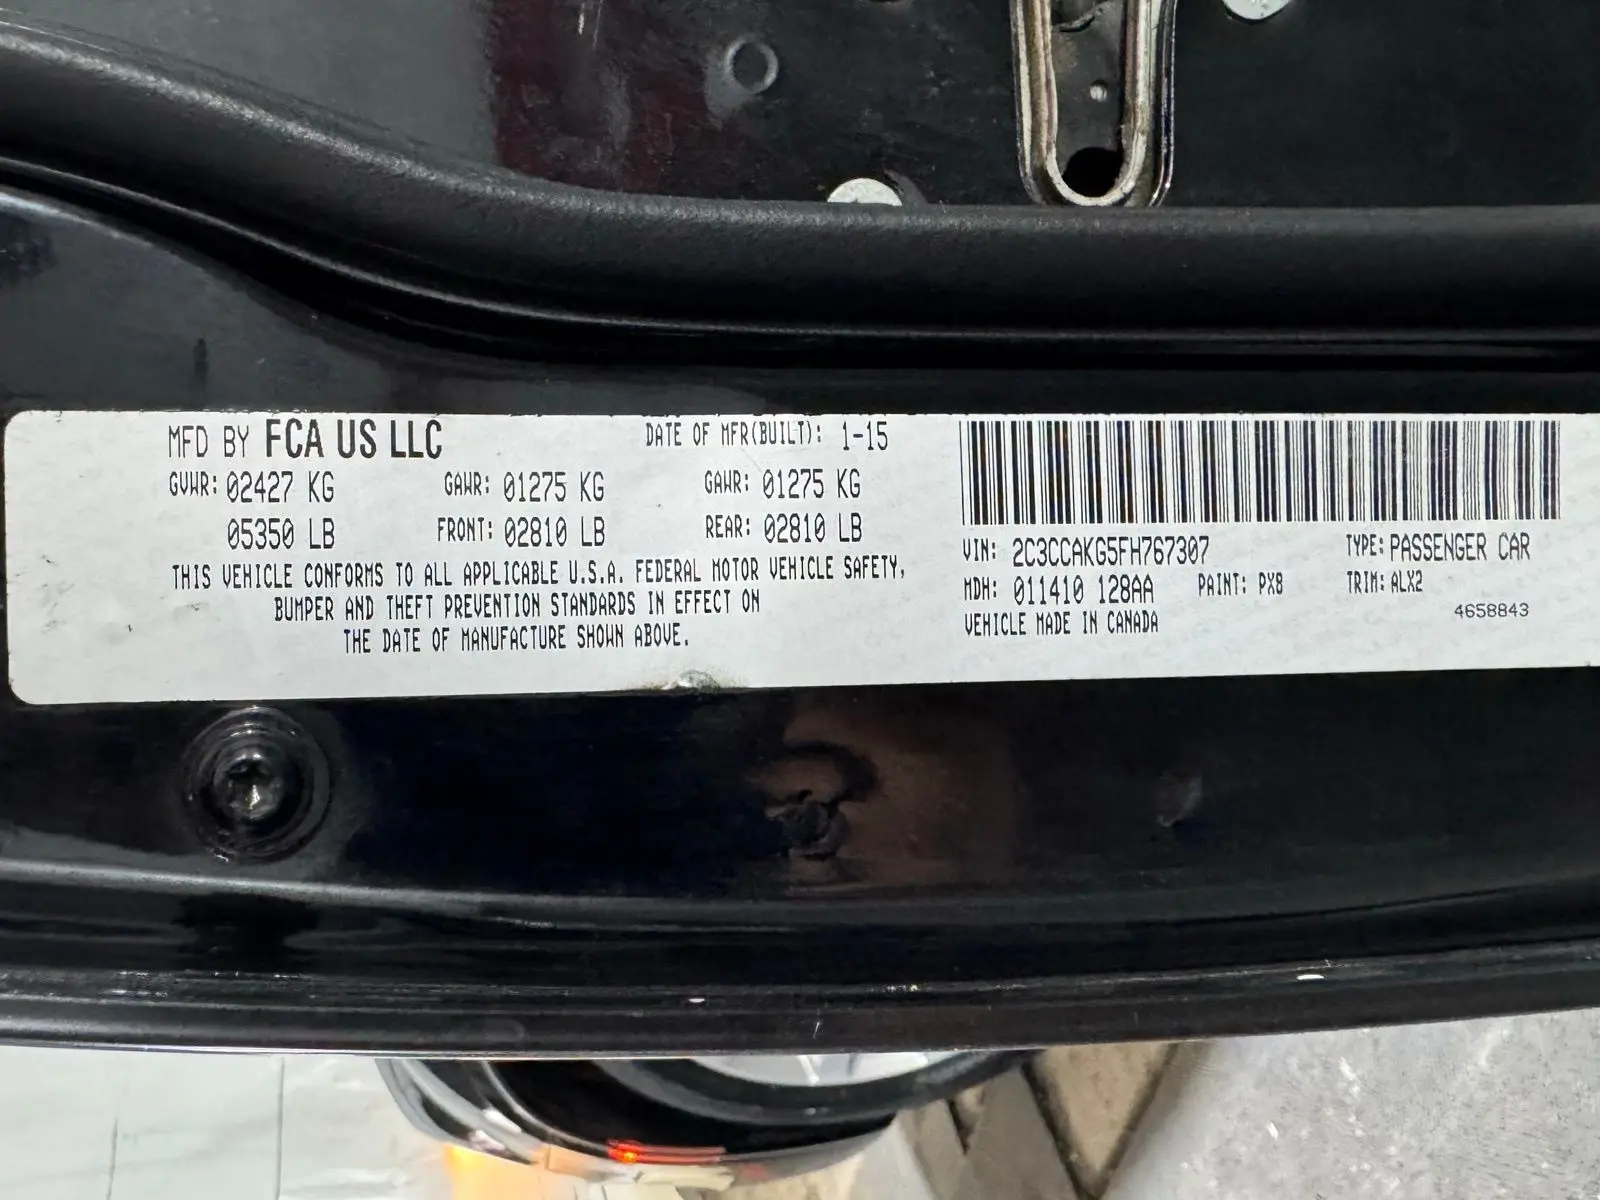 MFD BY FCA US LLC DATE OF MFR(BUILT): 1-15
GVWR: 02427 KG GAWR: 01275 KG GAWR: 01275 KG
05350 LB FRONT: 02810 LB REAR: 02810 LB
THIS VEHICLE CONFORMS TO ALL APPLICABLE U.S.A. FEDERAL MOTOR VEHICLE SAFETY,
BUMPER AND THEFT PREVENTION STANDARDS IN EFFECT ON
THE DATE OF MANUFACTURE SHOWN ABOVE.
VIN: 2C3CCAKG5FH767307 TYPE: PASSENGER CAR
MDH: 011410 128AA PAINT: PX8 TRIM: ALX2
VEHICLE MADE IN CANADA 4658843